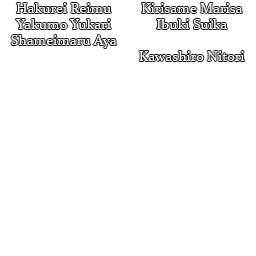 Hakurei Reimu
Kirisame Marisa
Yakumo Yukari
Ibuki Suika
Shameimaru Aya
Kawashiro Nitori